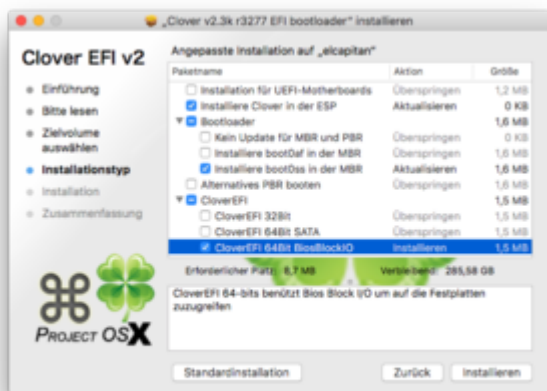 „Clover v2.3k r3277 EFI bootloader“ installieren
Clover EFI v2
Angepasste Installation auf „elcapitan“
Paketname Aktion Größe
Installation für UEFI-Motherboards Überspringen 1,2 MB
Installiere Clover in der ESP Aktualisieren 0 KB
Bootloader 1,6 MB
Kein Update für MBR und PBR Überspringen 0 KB
Installiere boot0af in der MBR Überspringen 1,6 MB
Installiere boot0ss in der MBR Aktualisieren 1,6 MB
Alternatives PBR booten Überspringen 1,6 MB
CloverEFI 1,5 MB
CloverEFI 32Bit Überspringen 1,5 MB
CloverEFI 64Bit SATA Überspringen 1,5 MB
CloverEFI 64Bit BiosBlockIO Installieren 1,5 MB
Einführung
Bitte lesen
Zielvolume
auswählen
Installationstyp
Installation
Zusammenfassung
Erforderlicher Platz: 8,7 MB Verbleibend: 285,58 GB
CloverEFI 64-bits benützt Bios Block I/O um auf die Festplatten
zuzugreifen
PROJECT OSX
Standardinstallation Zurück Installieren